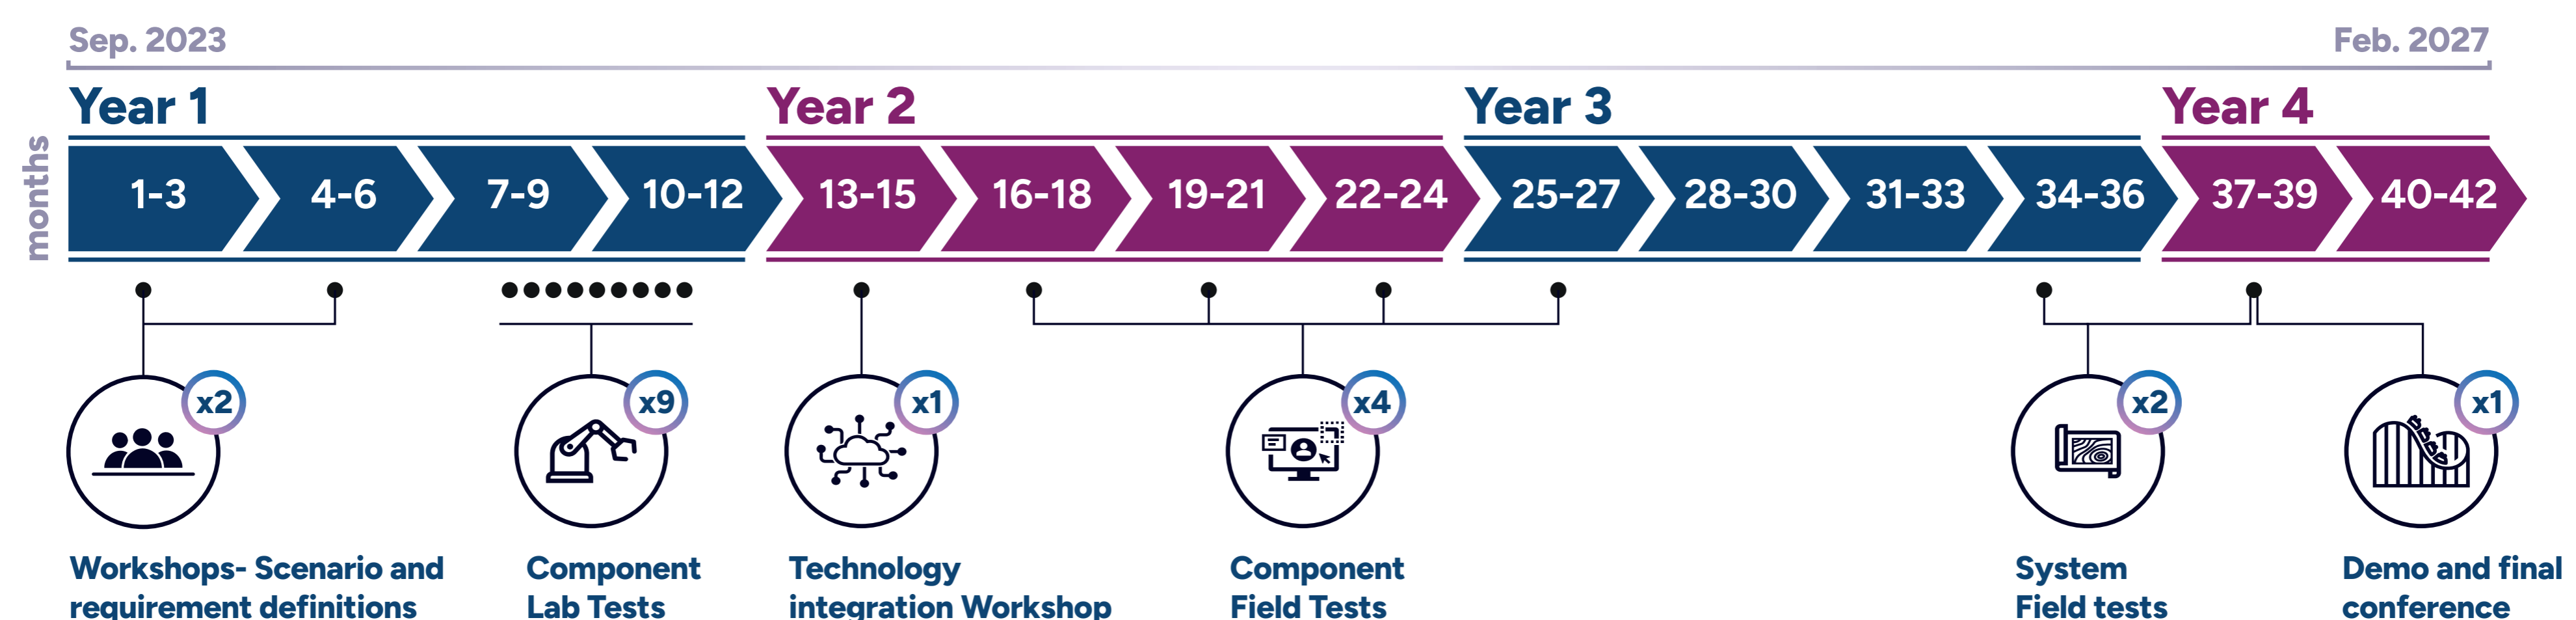 Sep. 2023
Feb. 2027
Year 1
Year 2
Year 3
Year 4
months
1-3
4-6
7-9
10-12
13-15
16-18
19-21
22-24
25-27
28-30
31-33
34-36
37-39
40-42
x2
x9
x1
x4
x2
x1
Workshops- Scenario and
requirement definitions
Component
Lab Tests
Technology
integration Workshop
Component
Field Tests
System
Field tests
Demo and final
conference